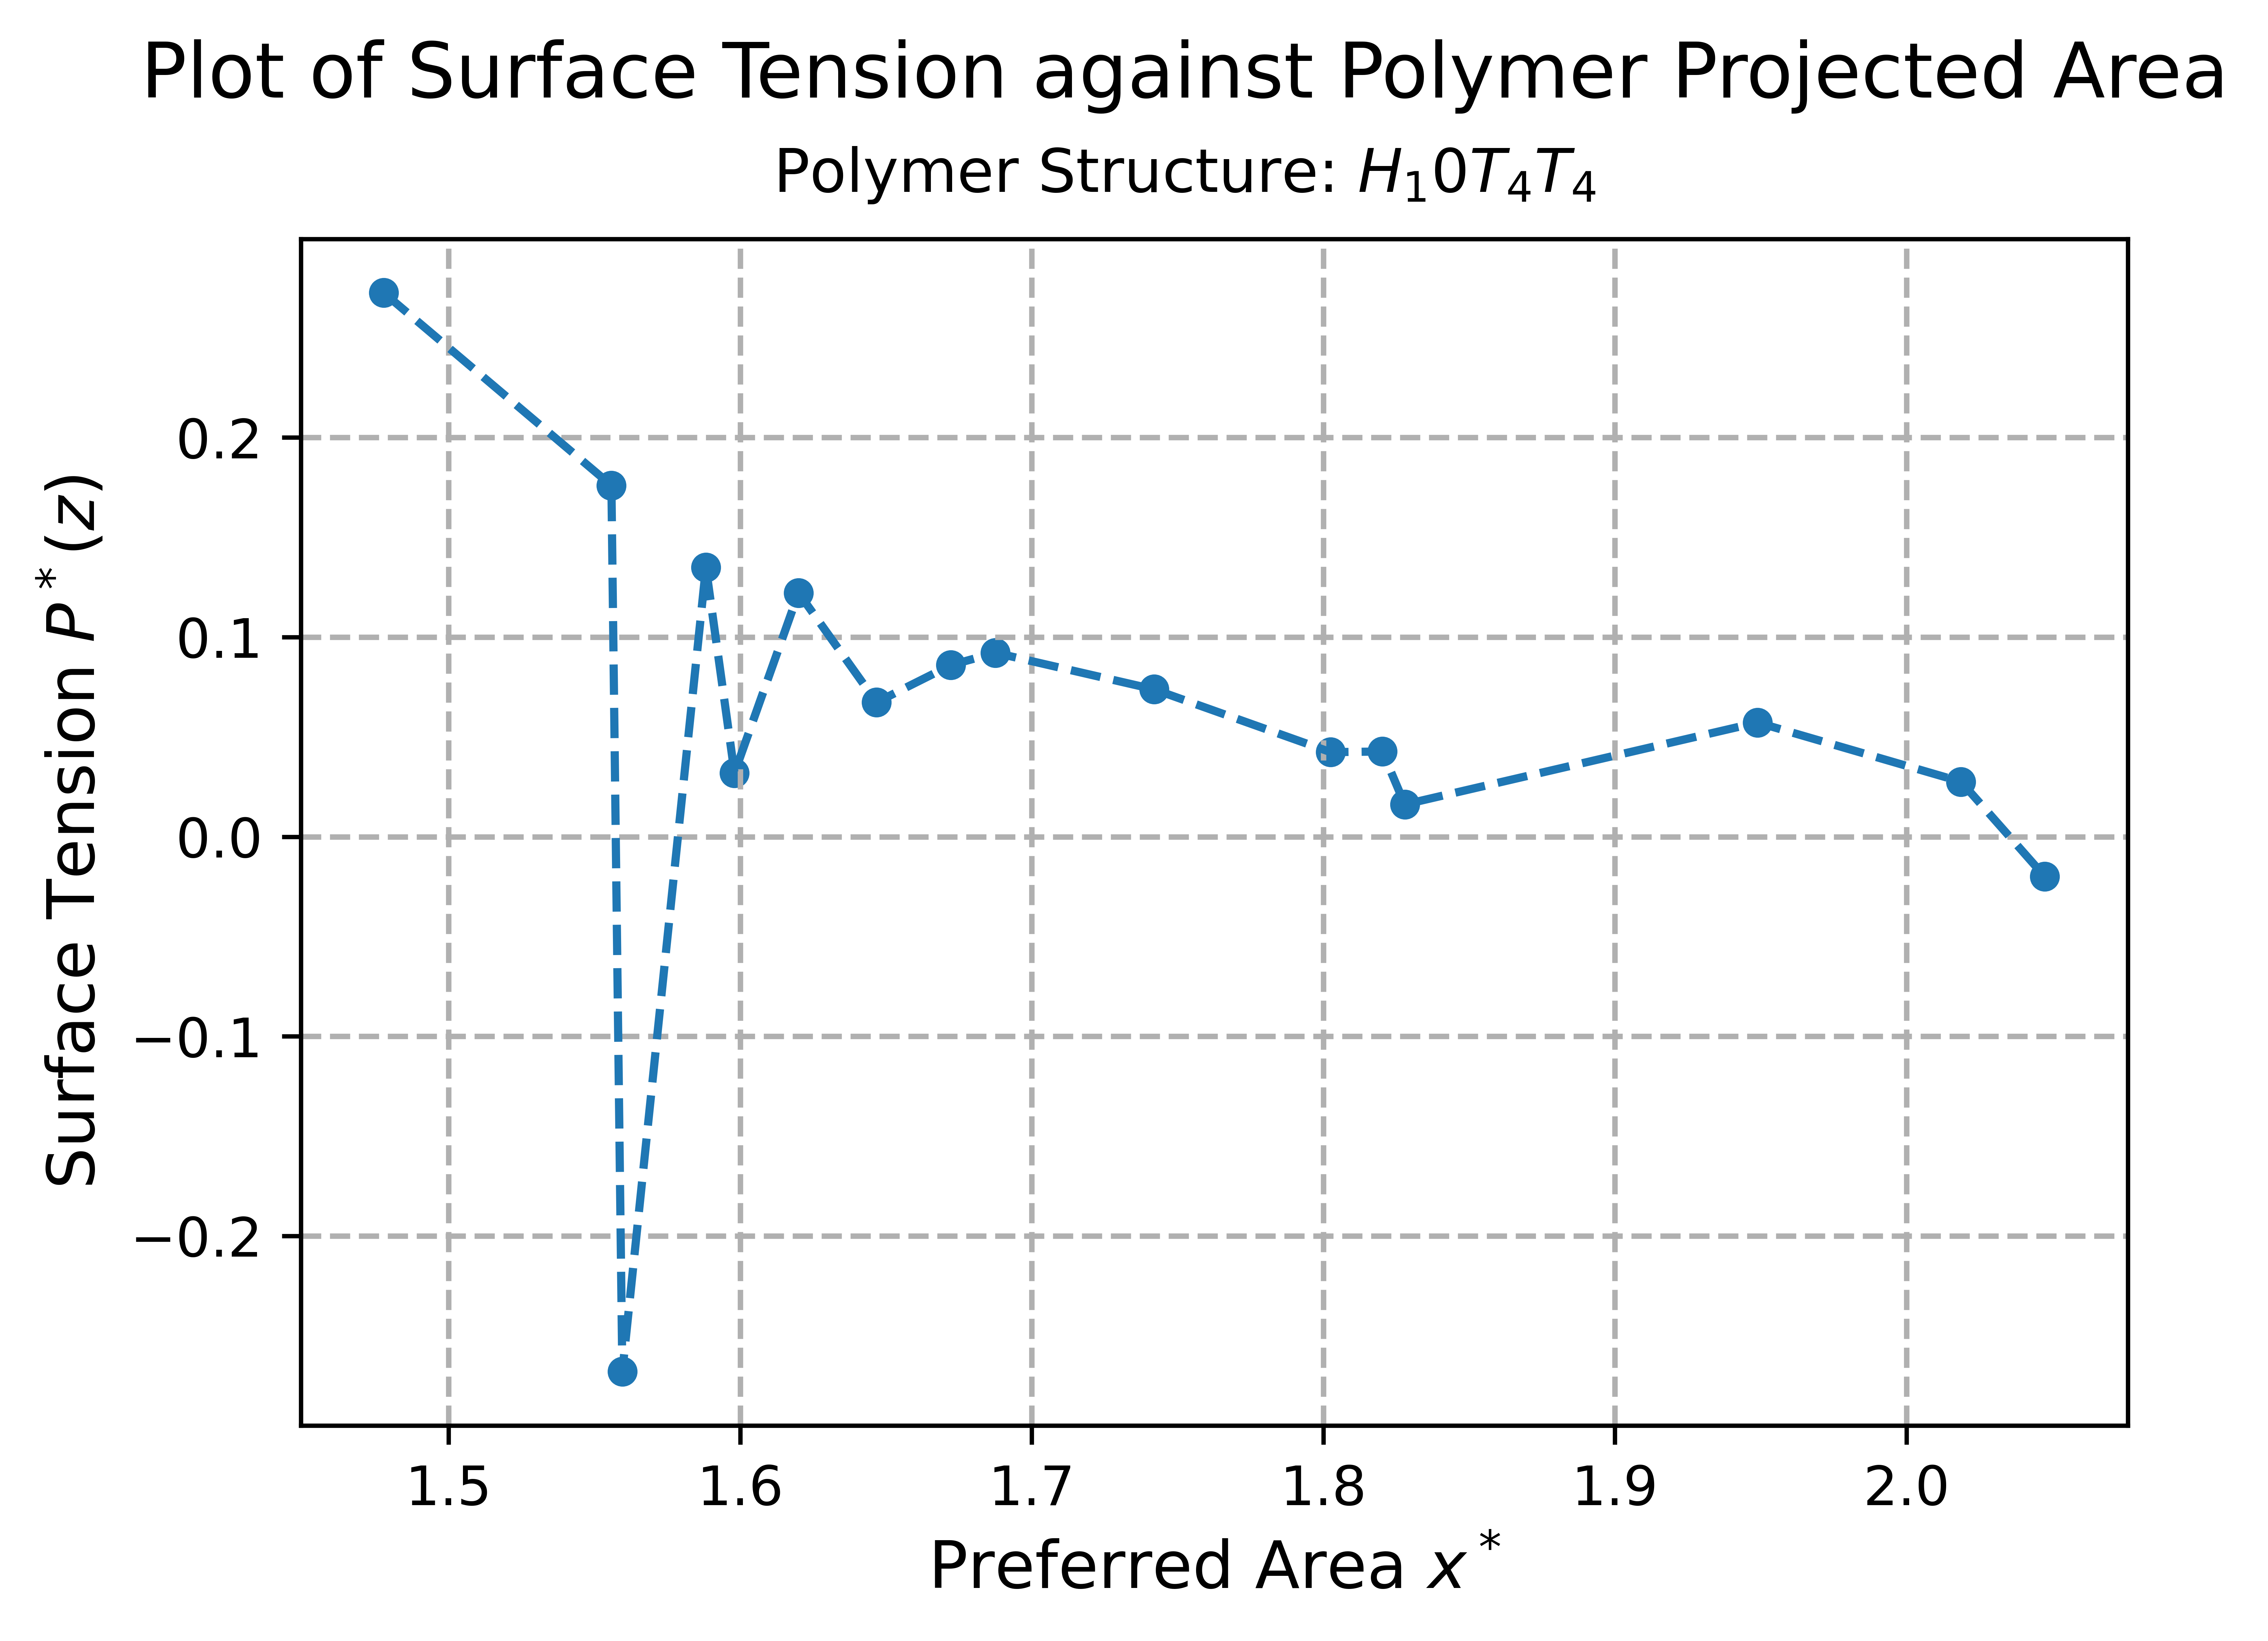 Plot of Surface Tension against Polymer Projected Area
Polymer Structure: H₁0T₄T₄
Surface Tension P*(z)
0.2
0.1
0.0
−0.1
−0.2
1.5 1.6 1.7 1.8 1.9 2.0
Preferred Area x*